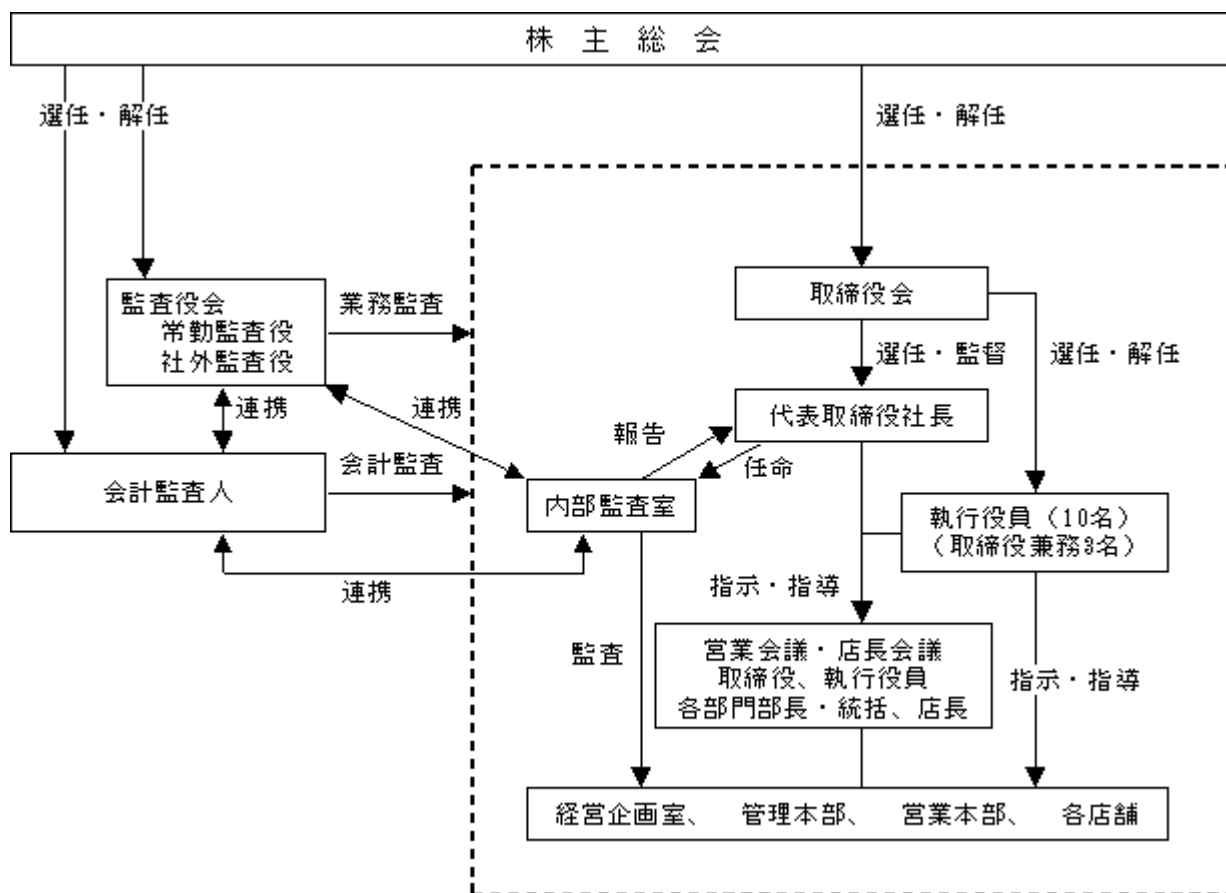 株主総会
選任・解任
選任・解任
取締役会
監査役会
常勤監査役
社外監査役
業務監査
選任・監督
選任・解任
連携
連携
代表取締役社長
報告
任命
会計監査人
会計監査
内部監査室
執行役員(10名)
(取締役兼務3名)
連携
指示・指導
監査
営業会議・店長会議
取締役、執行役員
各部門部長・統括、店長
指示・指導
経営企画室、 管理本部、 営業本部、 各店舗